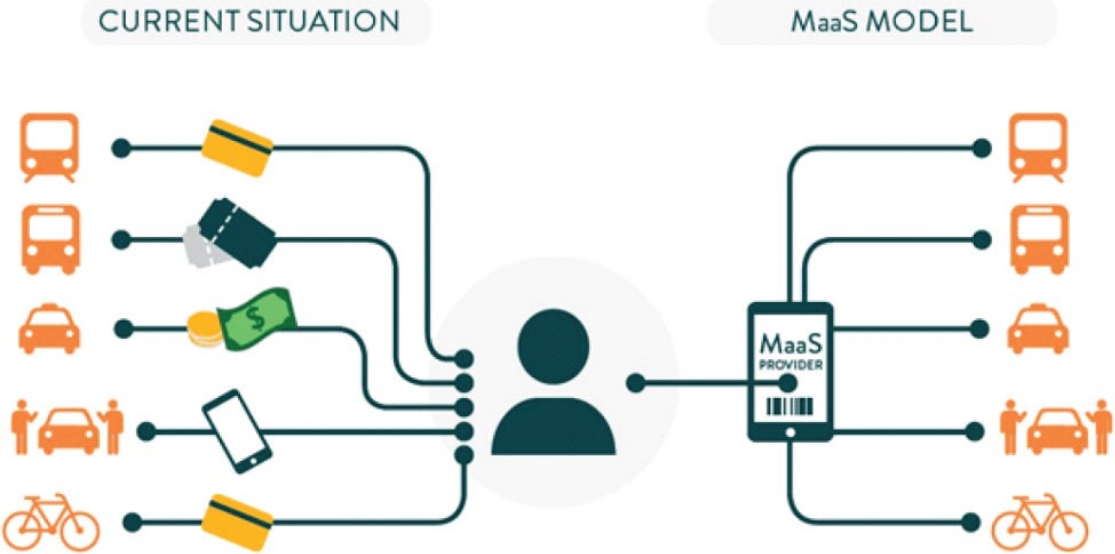 CURRENT SITUATION
MaaS MODEL
$
MaaS
PROVIDER